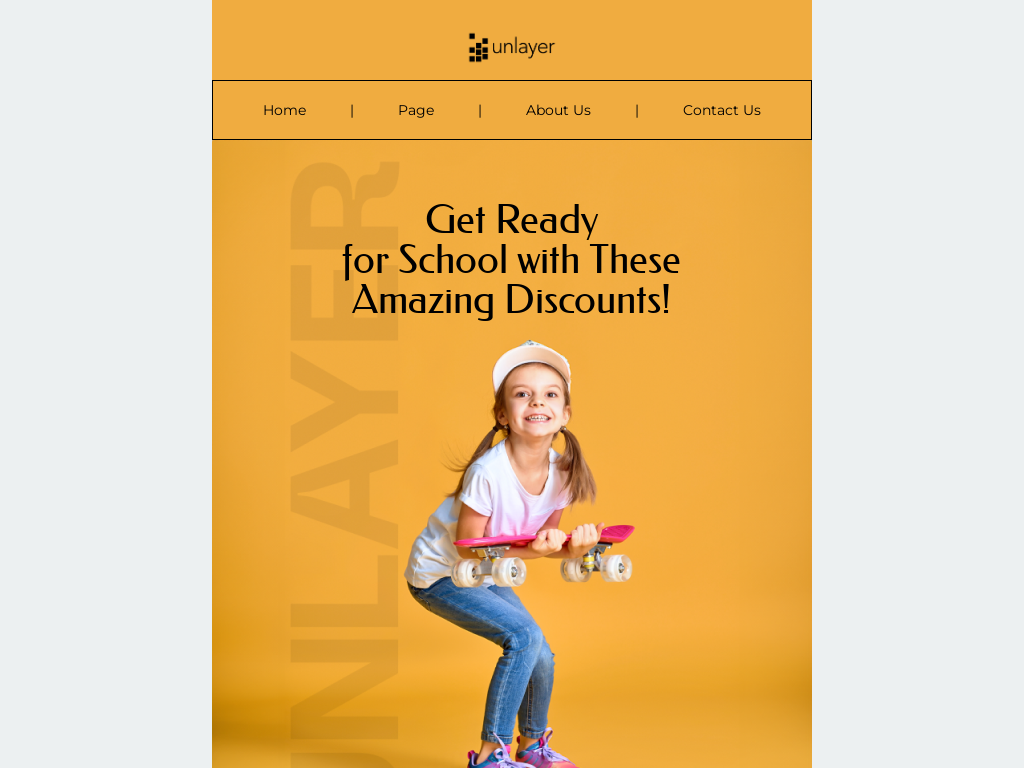 unlayer
Home | Page | About Us | Contact Us
Get Ready
for School with These
Amazing Discounts!
UNLAYER